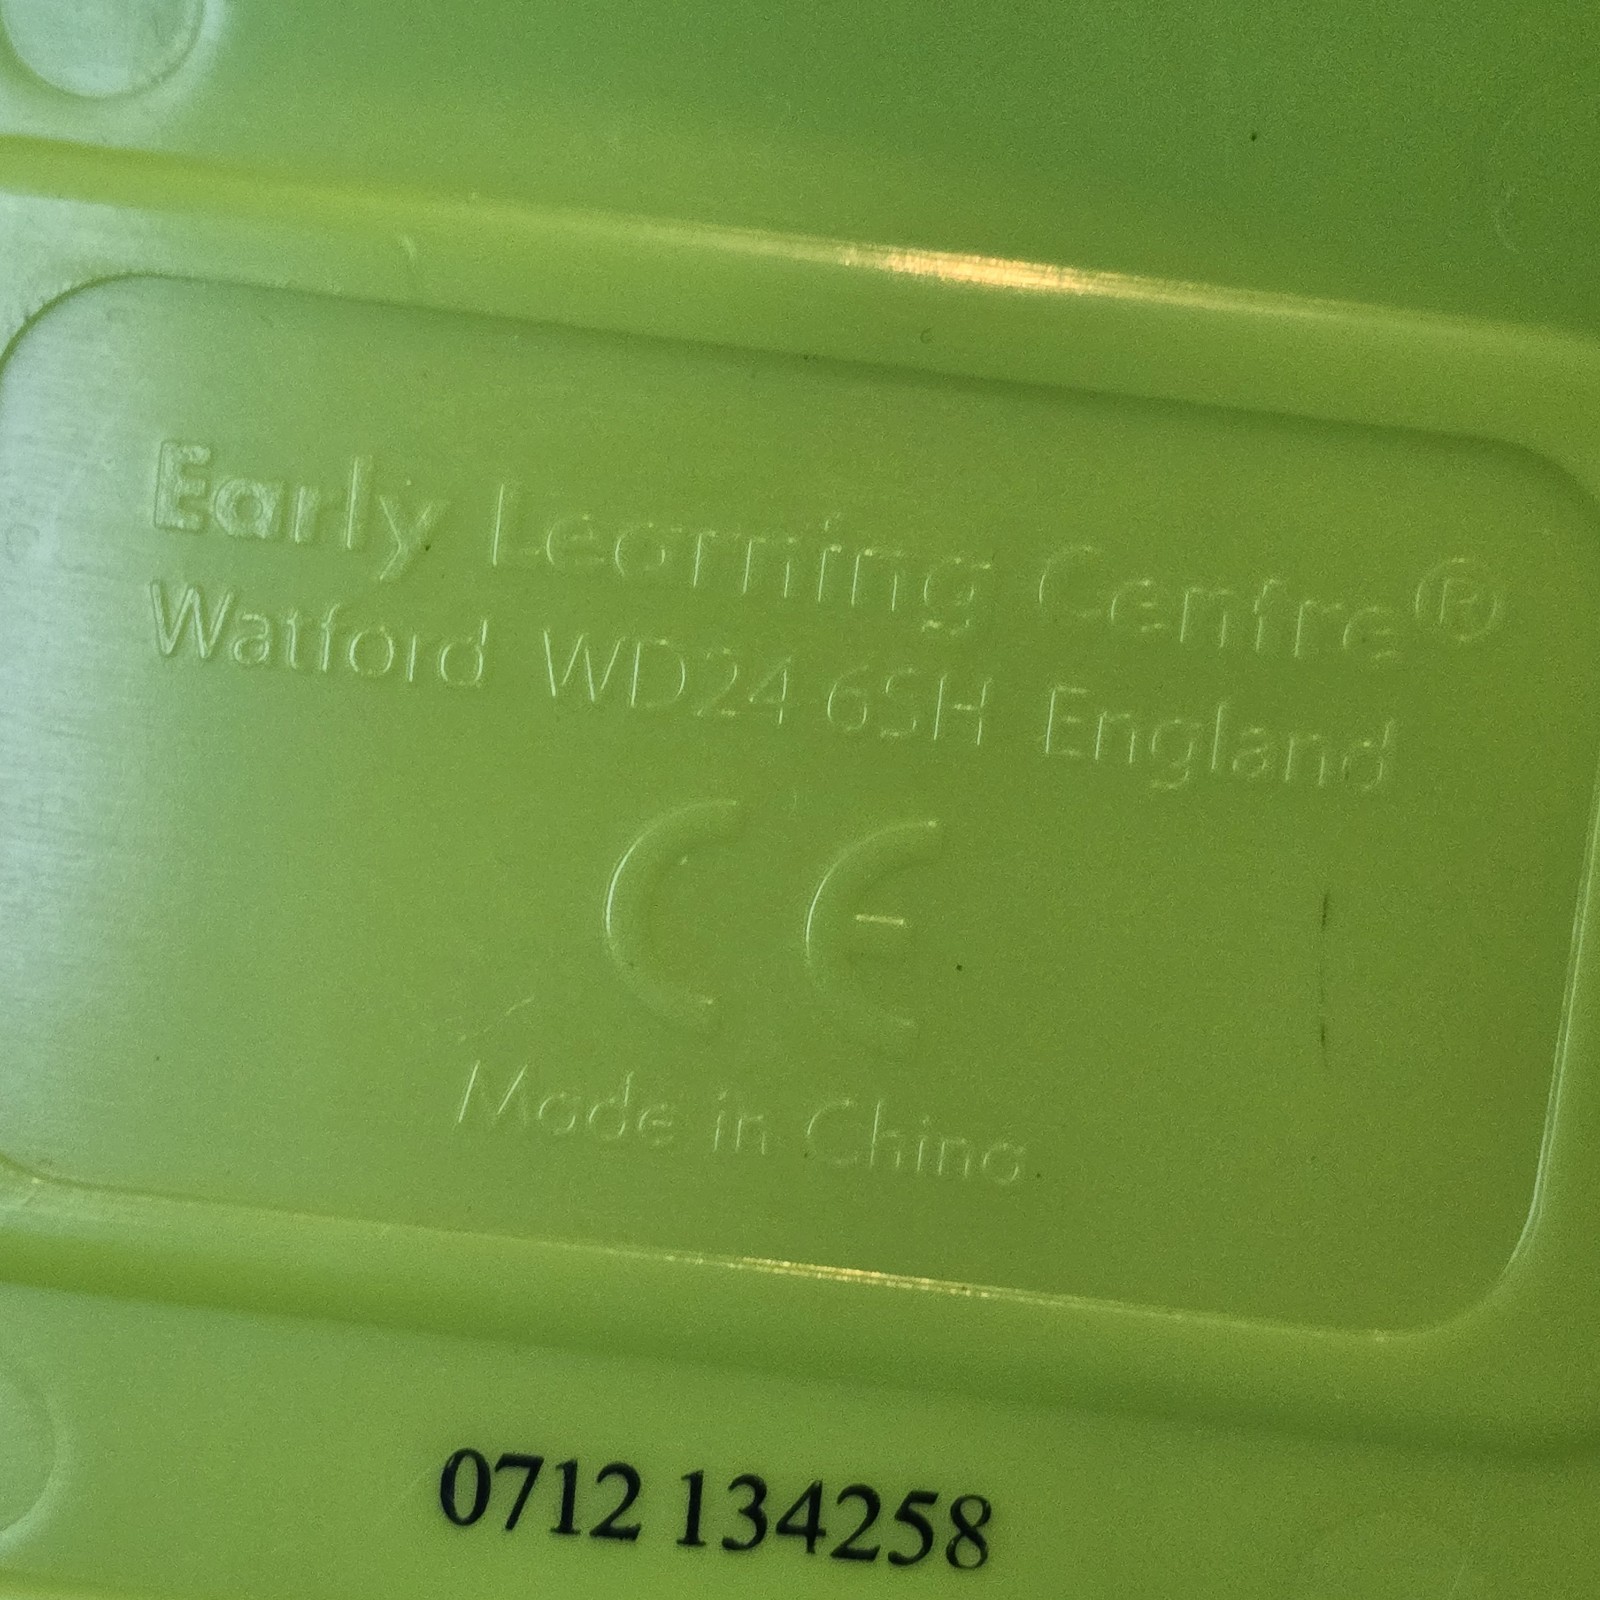 Early Learning Centre®
Watford WD24 6SH England
CE
Made in China
0712 134258